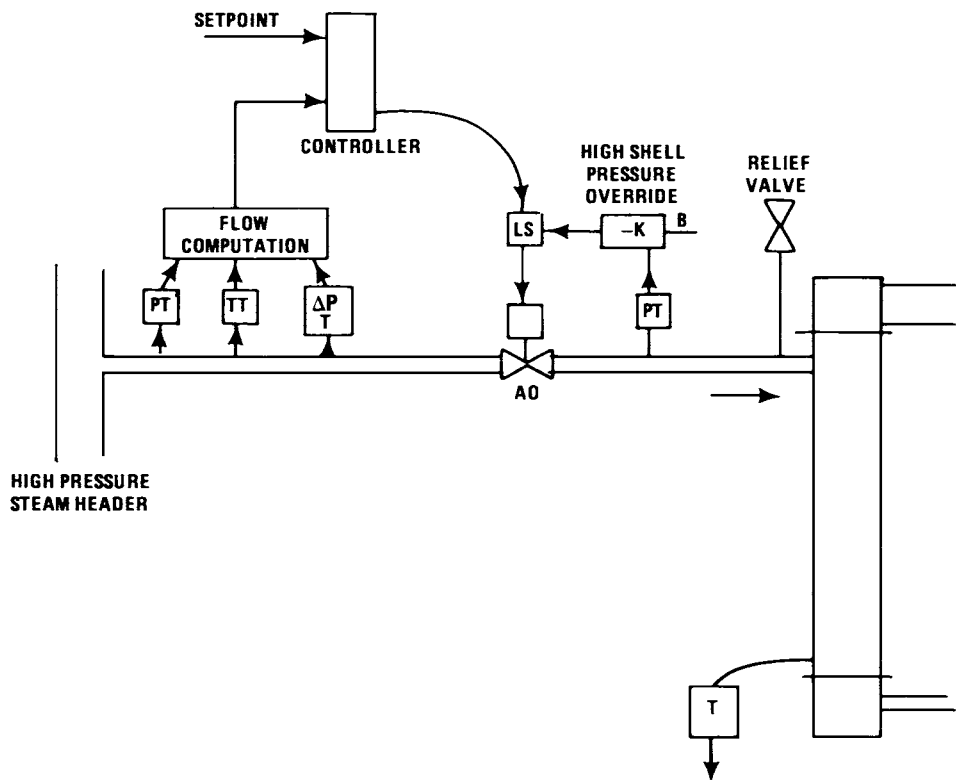 SETPOINT
CONTROLLER
HIGH SHELL
PRESSURE
OVERRIDE
RELIEF
VALVE
FLOW
COMPUTATION
LS
–K
B
PT
TT
ΔP
T
PT
AO
HIGH PRESSURE
STEAM HEADER
T